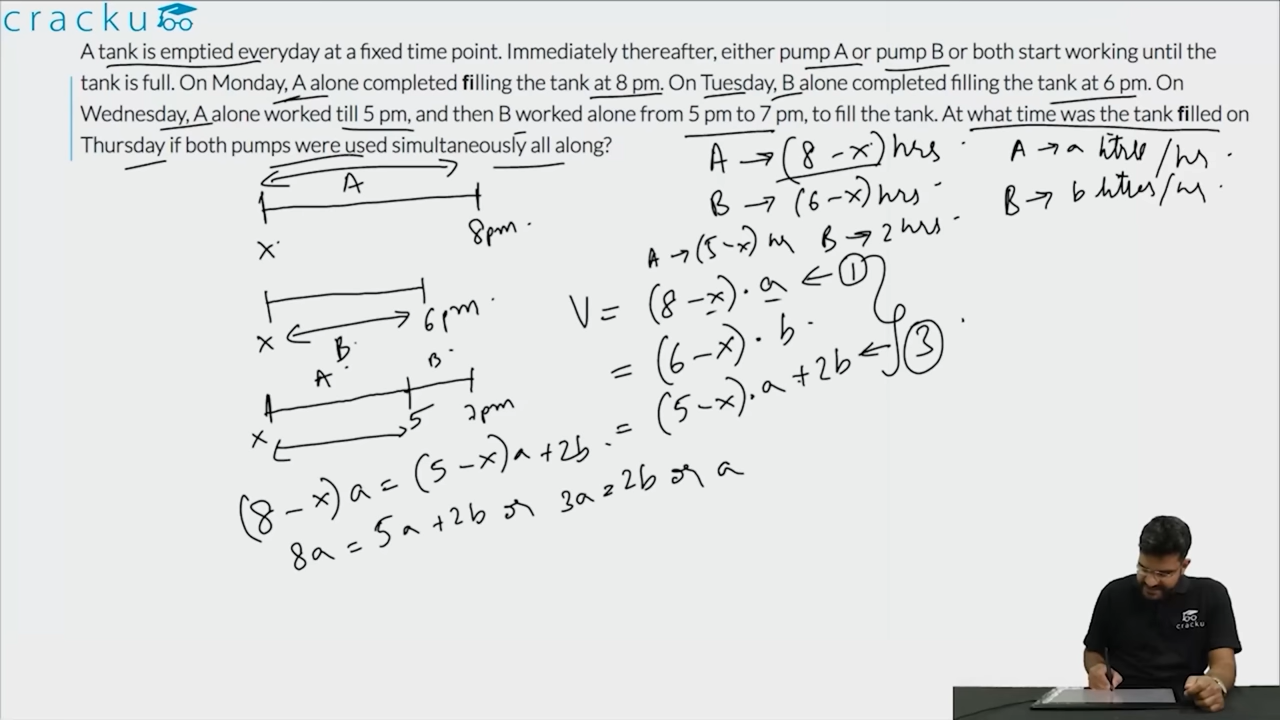 cracku
A tank is emptied everyday at a fixed time point. Immediately thereafter, either pump A or pump B or both start working until the
tank is full. On Monday, A alone completed filling the tank at 8 pm. On Tuesday, B alone completed filling the tank at 6 pm. On
Wednesday, A alone worked till 5 pm, and then B worked alone from 5 pm to 7 pm, to fill the tank. At what time was the tank filled on
Thursday if both pumps were used simultaneously all along?
A → (8 - x) hrs
A → a litre/hr
B → (6 - x) hrs
B → b litres/hr
A → (5 - x) hr B → 2 hrs
A
x 8pm
x 6pm
B
A B
x 5 7pm
V = (8 - x) · a ← ①
= (6 - x) · b
= (5 - x) · a + 2b ← ③
(8 - x) a = (5 - x) a + 2b
8a = 5a + 2b or 3a = 2b or a
cracku